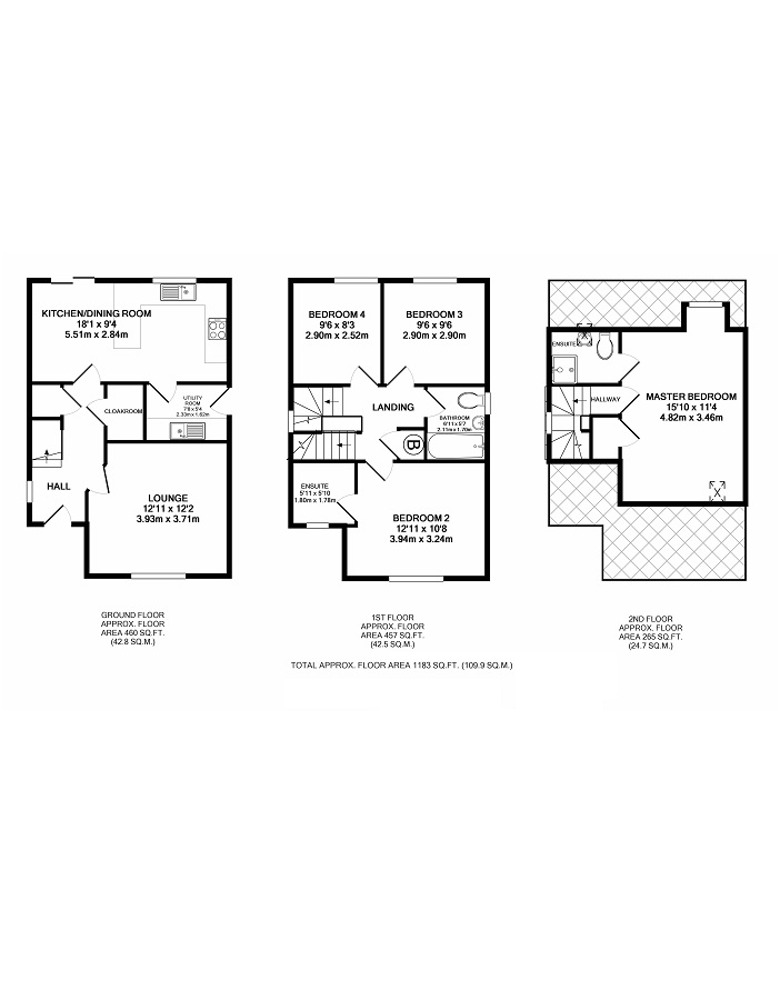 KITCHEN/DINING ROOM
18'1 x 9'4
5.51m x 2.84m
CLOAKROOM
UTILITY
ROOM
7'8 x 5'4
2.33m x 1.62m
HALL
LOUNGE
12'11 x 12'2
3.93m x 3.71m
GROUND FLOOR
APPROX. FLOOR
AREA 460 SQ.FT.
(42.8 SQ.M.)
BEDROOM 4
9'6 x 8'3
2.90m x 2.52m
BEDROOM 3
9'6 x 9'6
2.90m x 2.90m
LANDING
BATHROOM
6'11 x 5'7
2.11m x 1.70m
B
ENSUITE
5'11 x 5'10
1.80m x 1.78m
BEDROOM 2
12'11 x 10'8
3.94m x 3.24m
1ST FLOOR
APPROX. FLOOR
AREA 457 SQ.FT.
(42.5 SQ.M.)
ENSUITE
HALLWAY
MASTER BEDROOM
15'10 x 11'4
4.82m x 3.46m
2ND FLOOR
APPROX. FLOOR
AREA 265 SQ.FT.
(24.7 SQ.M.)
TOTAL APPROX. FLOOR AREA 1183 SQ.FT. (109.9 SQ.M.)